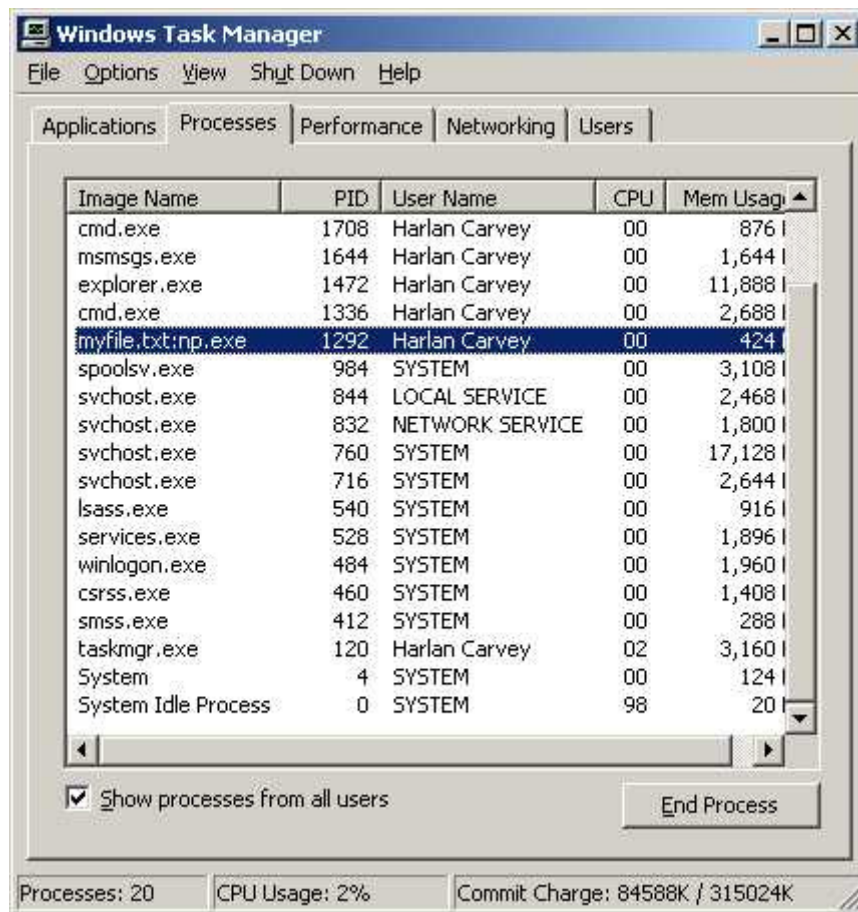 Windows Task Manager
File Options View Shut Down Help
Applications Processes Performance Networking Users
Image Name PID User Name CPU Mem Usag
cmd.exe 1708 Harlan Carvey 00 876
msmsgs.exe 1644 Harlan Carvey 00 1,644
explorer.exe 1472 Harlan Carvey 00 11,888
cmd.exe 1336 Harlan Carvey 00 2,688
myfile.txt:np.exe 1292 Harlan Carvey 00 424
spoolsv.exe 984 SYSTEM 00 3,108
svchost.exe 844 LOCAL SERVICE 00 2,468
svchost.exe 832 NETWORK SERVICE 00 1,800
svchost.exe 760 SYSTEM 00 17,128
svchost.exe 716 SYSTEM 00 2,644
lsass.exe 540 SYSTEM 00 916
services.exe 528 SYSTEM 00 1,896
winlogon.exe 484 SYSTEM 00 1,960
csrss.exe 460 SYSTEM 00 1,408
smss.exe 412 SYSTEM 00 288
taskmgr.exe 120 Harlan Carvey 02 3,160
System 4 SYSTEM 00 124
System Idle Process 0 SYSTEM 98 20
Show processes from all users
End Process
Processes: 20 CPU Usage: 2% Commit Charge: 84588K / 315024K